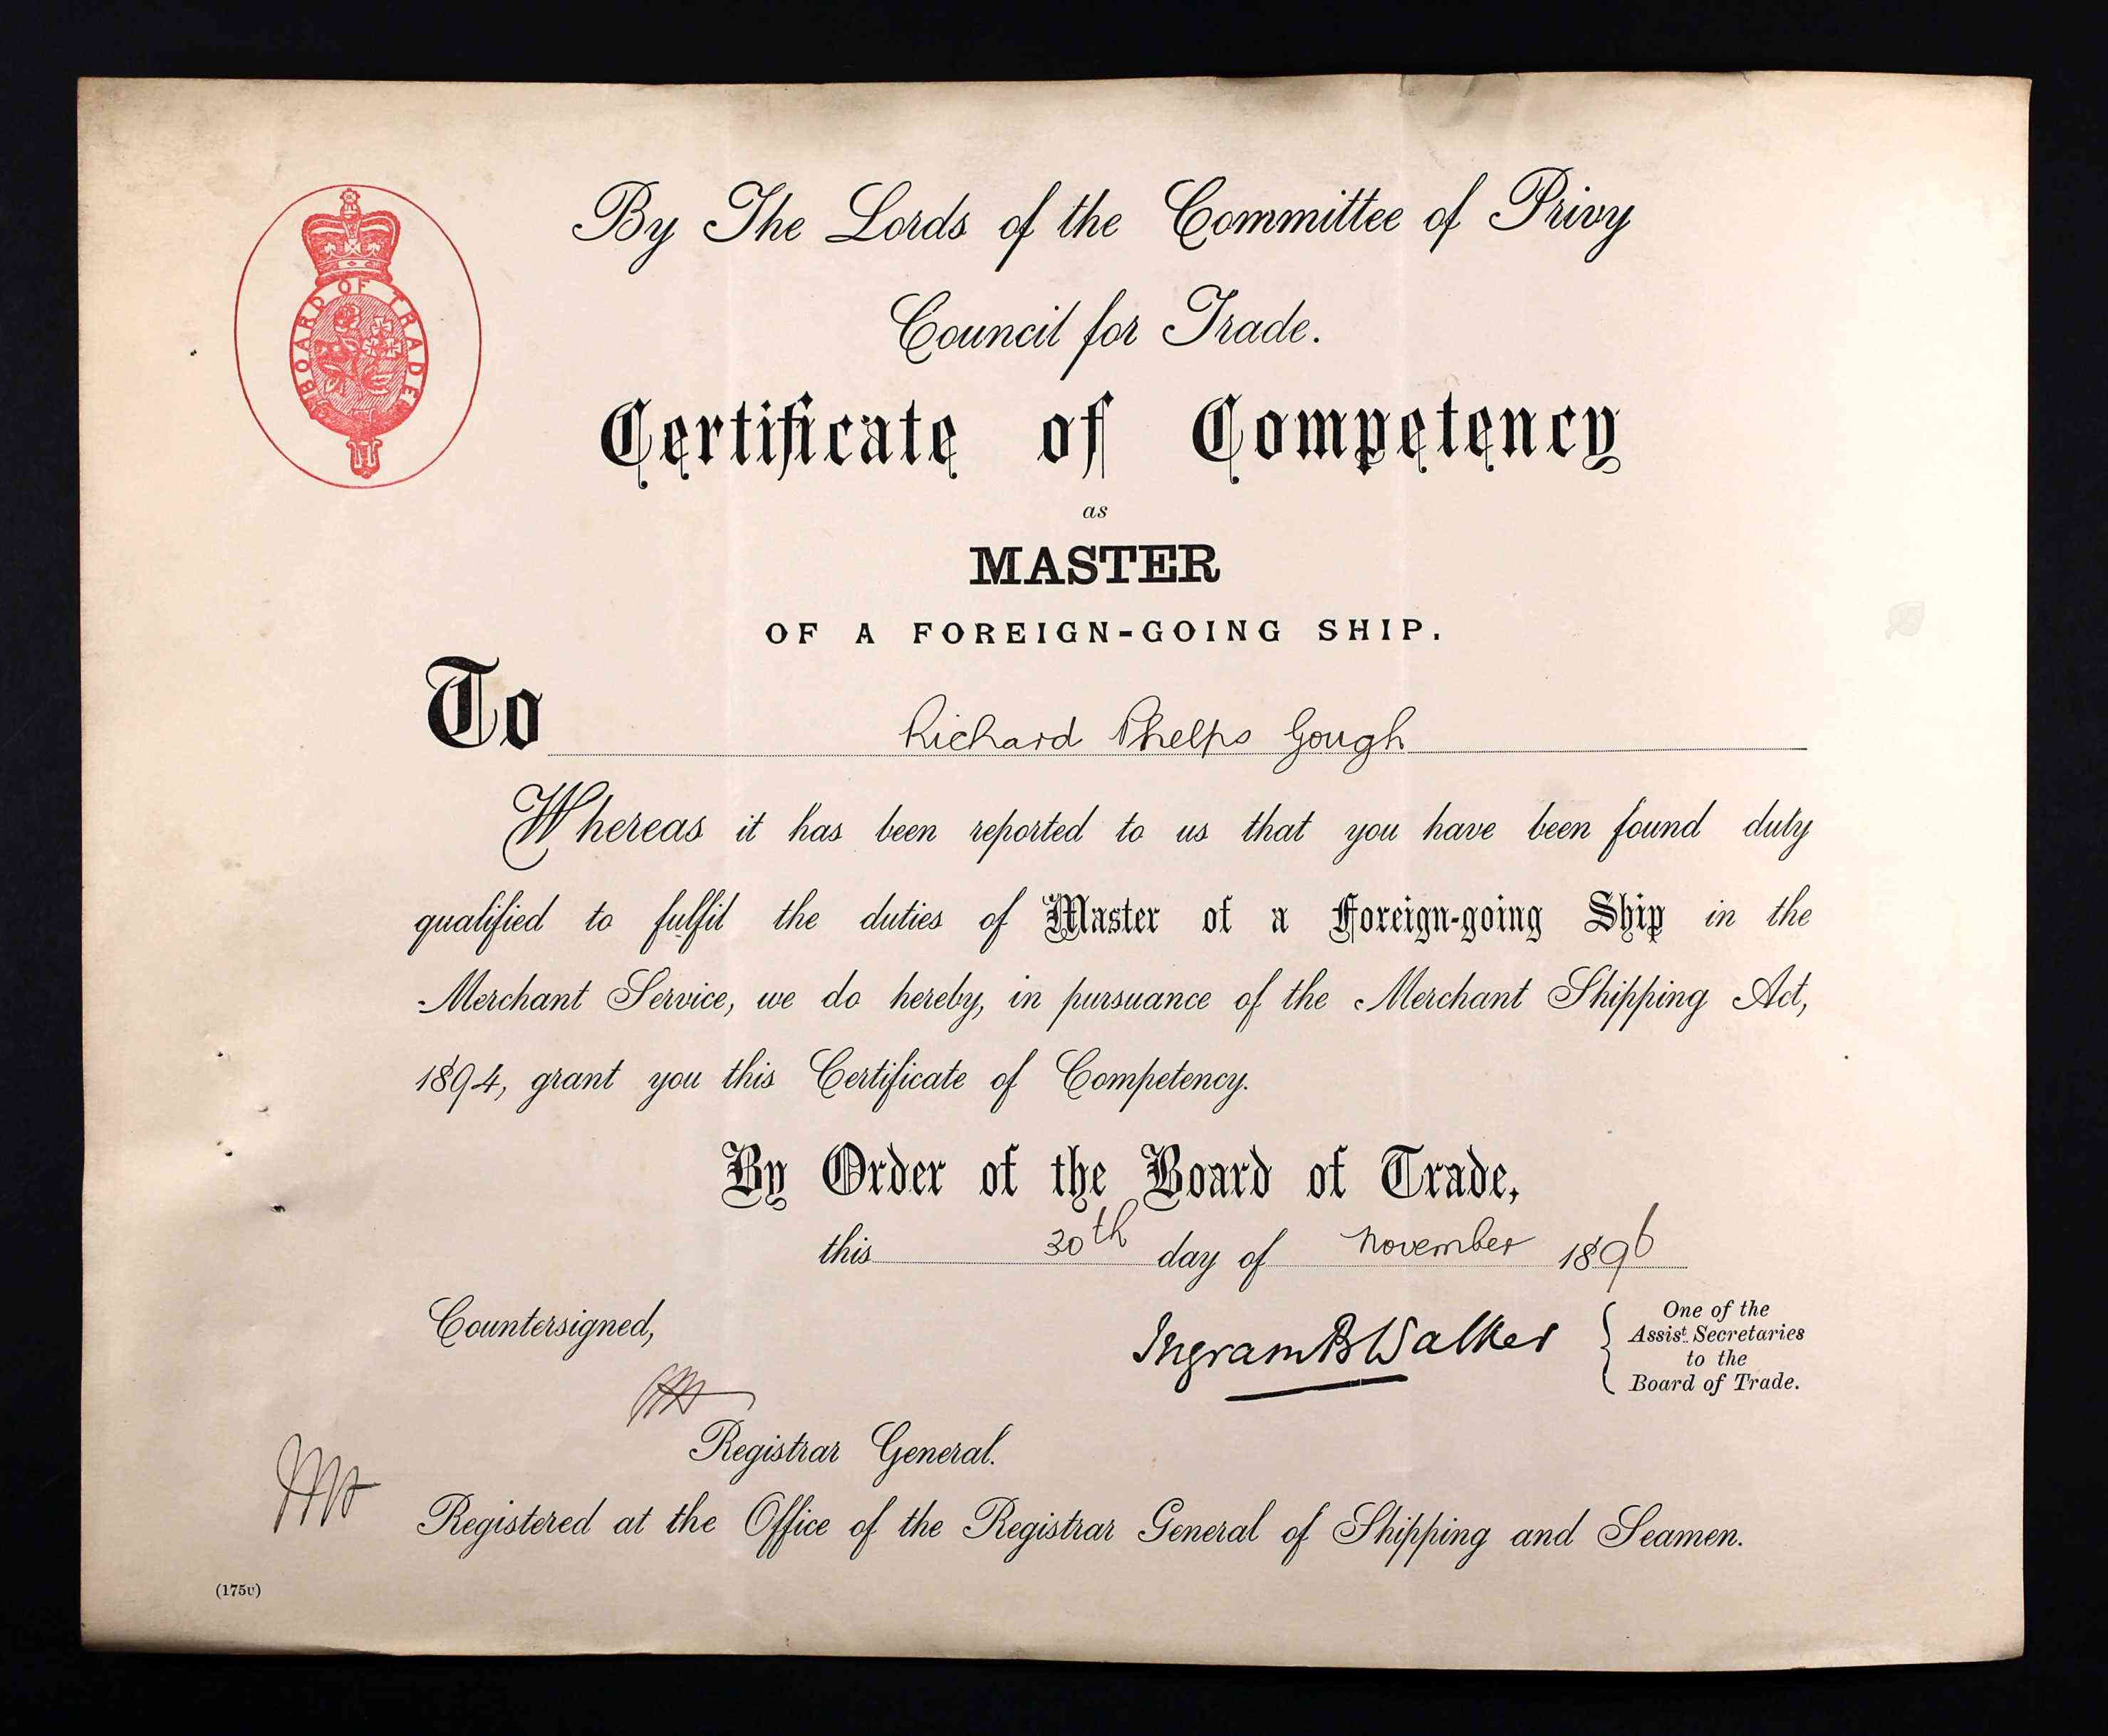 BOARD OF TRADE
By The Lords of the Committee of Privy
Council for Trade.
Certificate of Competency
as
MASTER
OF A FOREIGN-GOING SHIP.
To Richard Phelps Gough
Whereas it has been reported to us that you have been found duly
qualified to fulfil the duties of Master of a Foreign-going Ship in the
Merchant Service, we do hereby, in pursuance of the Merchant Shipping Act,
1894, grant you this Certificate of Competency.
By Order of the Board of Trade,
this 30th day of November 1896
Countersigned,
Ingram B Walker
One of the
Assist. Secretaries
to the
Board of Trade.
Registrar General.
Registered at the Office of the Registrar General of Shipping and Seamen.